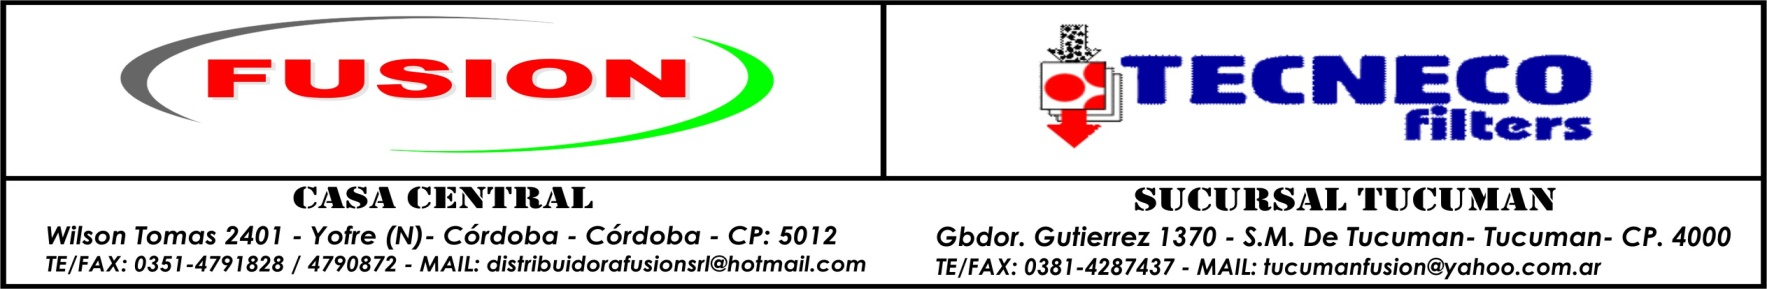 FUSION
TECNECO
filters
CASA CENTRAL
Wilson Tomas 2401 - Yofre (N)- Córdoba - Córdoba - CP: 5012
TE/FAX: 0351-4791828 / 4790872 - MAIL: distribuidorafusionsrl@hotmail.com
SUCURSAL TUCUMAN
Gbdor. Gutierrez 1370 - S.M. De Tucuman- Tucuman- CP. 4000
TE/FAX: 0381-4287437 - MAIL: tucumanfusion@yahoo.com.ar